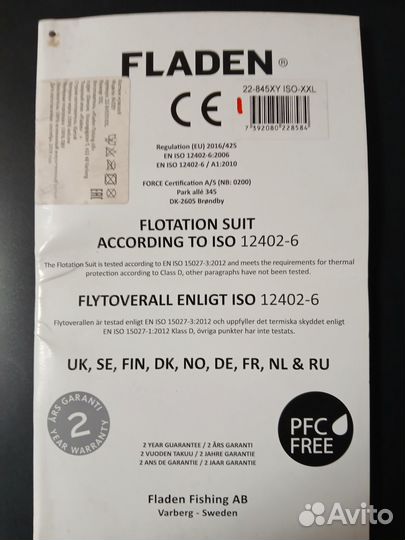 FLADEN®
CE
22-845XY ISO-XXL
7 392080 228584
Regulation (EU) 2016/425
EN ISO 12402-6:2006
EN ISO 12402-6 / A1:2010
FORCE Certification A/S (NB: 0200)
Park allé 345
DK-2605 Brøndby
FLOTATION SUIT
ACCORDING TO ISO 12402-6
The Flotation Suit is tested according to EN ISO 15027-3:2012 and meets the requirements for thermal
protection according to Class D, other paragraphs have not been tested.
FLYTOVERALL ENLIGT ISO 12402-6
Flytoverallen är testad enligt EN ISO 15027-3:2012 och uppfyller det termiska skyddet enligt
EN ISO 15027-1:2012 Klass D, övriga punkter har inte testats.
UK, SE, FIN, DK, NO, DE, FR, NL & RU
ÅRS GARANTI
2
YEAR WARRANTY
2 YEAR GUARANTEE / 2 ÅRS GARANTI
2 VUODEN TAKUU / 2 JAHRE GARANTIE
2 ANS DE GARANTIE / 2 JAAR GARANTIE
PFC
FREE
Fladen Fishing AB
Varberg - Sweden
Avito